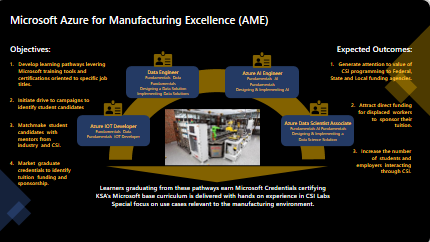 Microsoft Azure for Manufacturing Excellence (AME)
Objectives:
1. Develop learning pathways levering
Microsoft training tools and
certifications oriented to specific job
titles.
2. Initiate drive to campaigns to
identify student candidates
3. Matchmake student
candidates with
mentors from
industry and CSI.
4. Market graduate
credentials to identify
tuition funding and
sponsorship.
Data Engineer
Fundamentals Data
Fundamentals
Designing a Data Solution
Implementing Data Solutions
Azure AI Engineer
Fundamentals AI
Fundamentals
Designing & Implementing AI
Azure IOT Developer
Fundamentals Data
Fundamentals IOT Developer
Azure Data Scientist Associate
Fundamentals AI Fundamentals
Designing & Implementing a
Data Science Solution
Expected Outcomes:
1. Generate attention to value of
CSI programming to Federal,
State and Local funding agencies.
2. Attract direct funding
for displaced workers
to sponsor their
tuition.
3. Increase the number
of students and
employers interacting
through CSI.
Learners graduating from these pathways earn Microsoft Credentials certifying
KSA's Microsoft base curriculum is delivered with hands on experience in CSI Labs
Special focus on use cases relevant to the manufacturing environment.